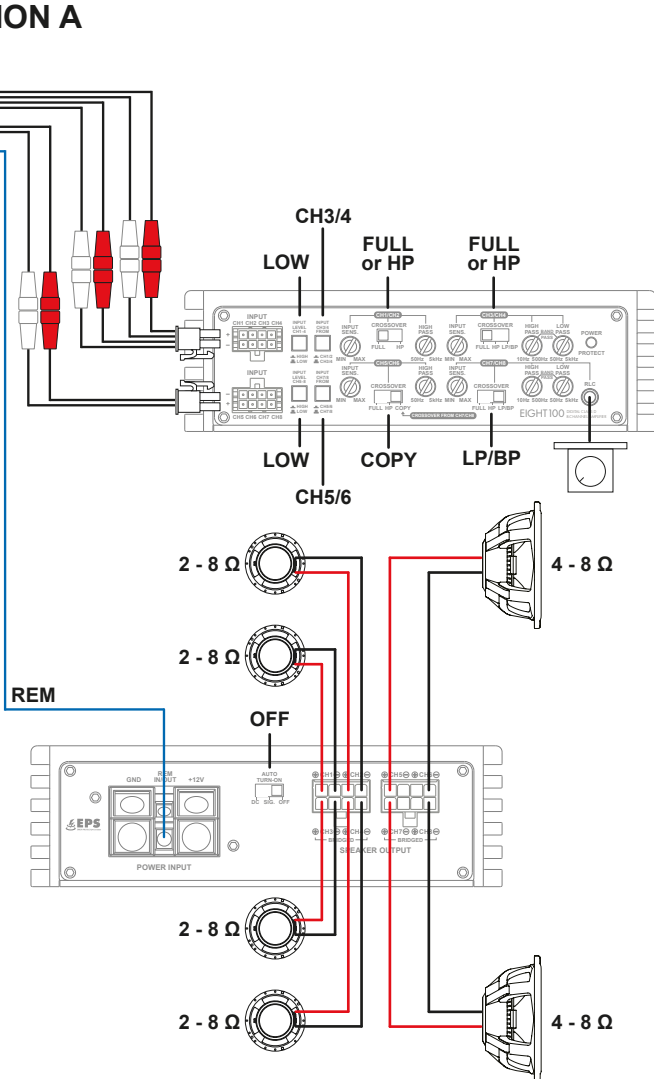 ION A
CH3/4
LOW
FULL
or HP
FULL
or HP
INPUT
CH1 CH2 CH3 CH4
INPUT
LEVEL
CH1-4
INPUT
CH3/4
FROM
HIGH
LOW
CH1/2
CH3/4
INPUT
SENS.
MIN MAX
CH1/CH2
CROSSOVER
FULL HP
HIGH
PASS
50Hz 5kHz
INPUT
SENS.
MIN MAX
CH3/CH4
CROSSOVER
FULL HP LP/BP
HIGH
PASS
BAND
PASS
LOW
PASS
10Hz 500Hz 50Hz 5kHz
POWER
PROTECT
INPUT
CH5 CH6 CH7 CH8
INPUT
LEVEL
HIGH
LOW
INPUT
CH7/8
FROM
CH5/6
CH7/8
INPUT
SENS.
MIN MAX
CH5/CH6
CROSSOVER
FULL HP COPY
HIGH
PASS
50Hz 5kHz
CROSSOVER FROM CH7/CH8
INPUT
SENS.
MIN MAX
CH7/CH8
CROSSOVER
FULL HP LP/BP
HIGH
PASS
BAND
PASS
LOW
PASS
10Hz 500Hz 50Hz 5kHz
RLC
EIGHT100
LOW
COPY
LP/BP
CH5/6
2 - 8 Ω
4 - 8 Ω
2 - 8 Ω
REM
OFF
GND
REM
IN/OUT
+12V
AUTO
TURN-ON
DC SIG. OFF
EPS
POWER INPUT
CH1 CH2
CH5 CH6
CH3 CH4
BRIDGED
CH7 CH8
BRIDGED
SPEAKER OUTPUT
2 - 8 Ω
2 - 8 Ω
4 - 8 Ω